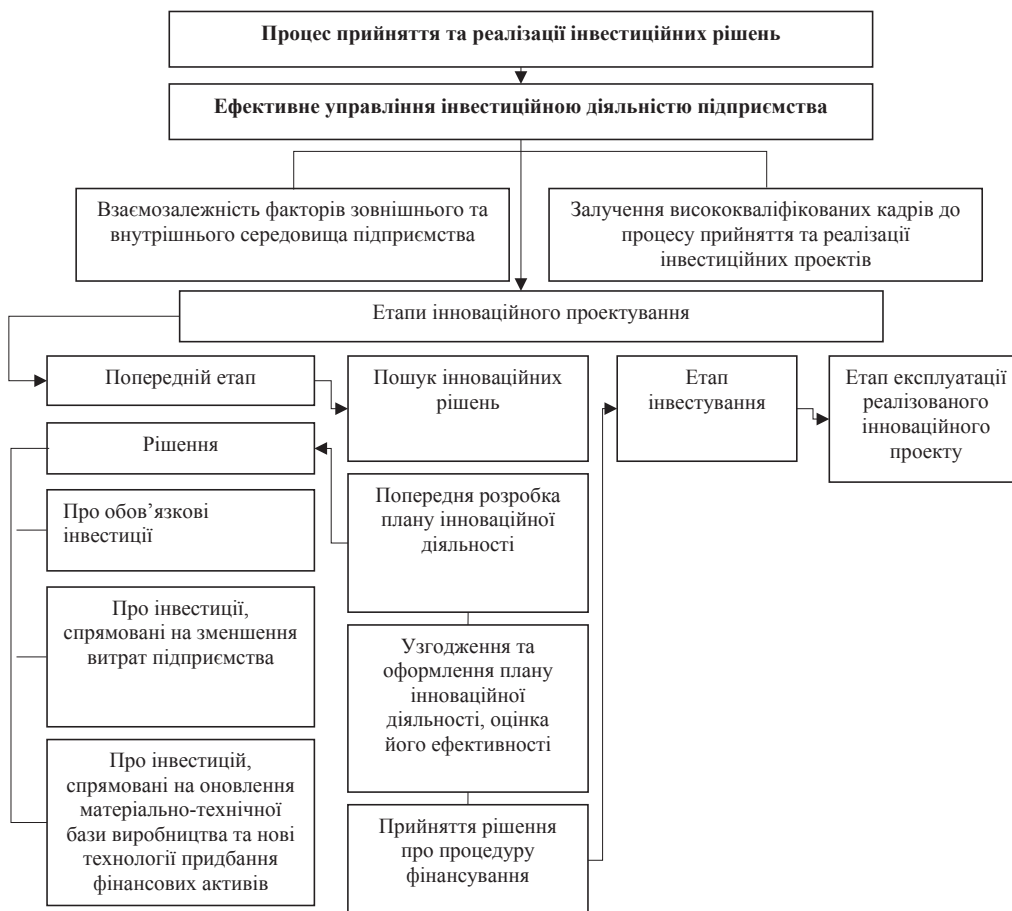 Процес прийняття та реалізації інвестиційних рішень
Ефективне управління інвестиційною діяльністю підприємства
Взаємозалежність факторів зовнішнього та
внутрішнього середовища підприємства
Залучення висококваліфікованих кадрів до
процесу прийняття та реалізації
інвестиційних проектів
Етапи інноваційного проектування
Попередній етап
Пошук інноваційних
рішень
Етап
інвестування
Етап експлуатації
реалізованого
інноваційного
проекту
Рішення
Про обов’язкові
інвестиції
Про інвестиції,
спрямовані на зменшення
витрат підприємства
Про інвестицій,
спрямовані на оновлення
матеріально-технічної
бази виробництва та нові
технології придбання
фінансових активів
Попередня розробка
плану інноваційної
діяльності
Узгодження та
оформлення плану
інноваційної
діяльності, оцінка
його ефективності
Прийняття рішення
про процедуру
фінансування